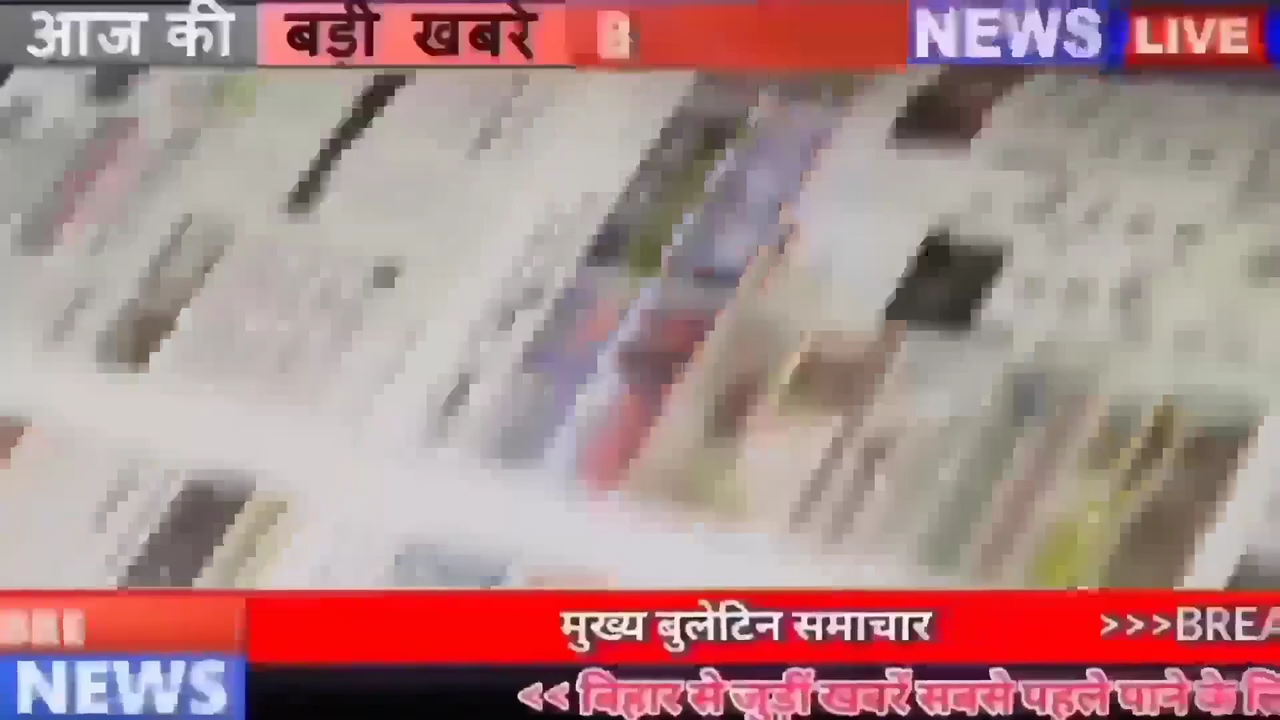 आज की बड़ी खबरे B NEWS LIVE
मुख्य बुलेटिन समाचार >>>BREA
NEWS
<< बिहार से जुड़ीं खबरें सबसे पहले पाने के लि